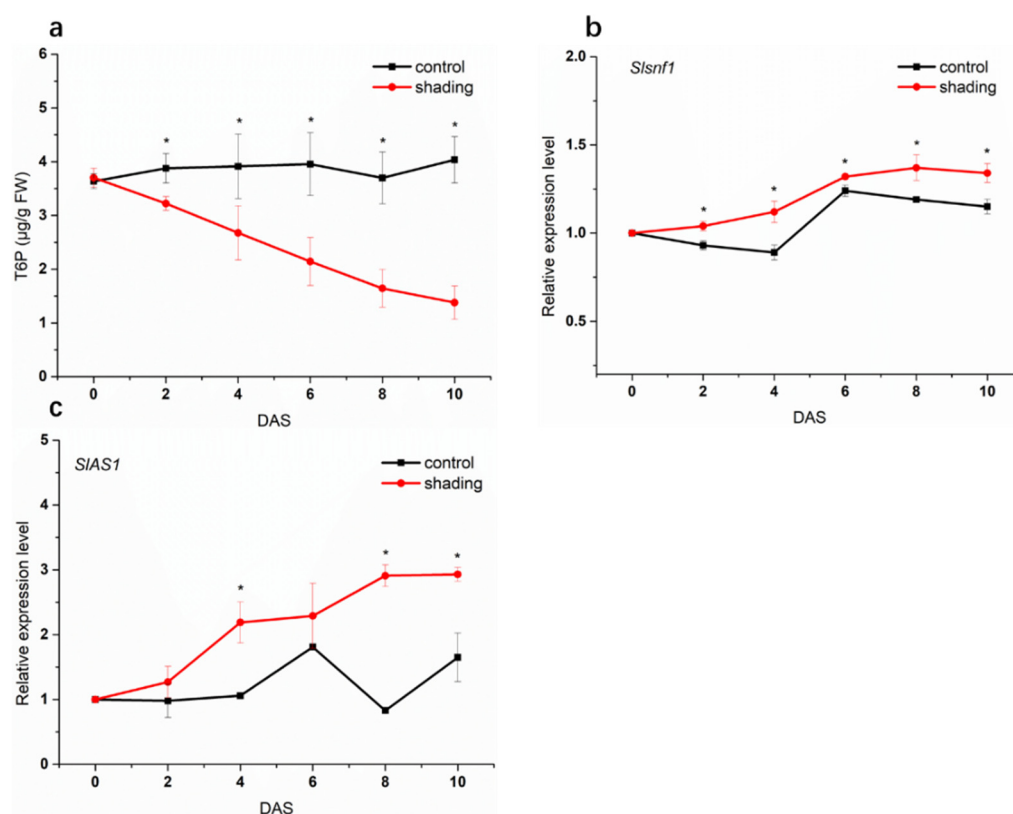 a
6
5
4
3
2
1
0
T6P (µg/g FW)
control
shading
* * * * *
0 2 4 6 8 10
DAS
b
2.0
1.5
1.0
0.5
Relative expression level
Slsnf1
control
shading
* * * * *
0 2 4 6 8 10
DAS
c
5
4
3
2
1
0
Relative expression level
SlAS1
control
shading
* * *
0 2 4 6 8 10
DAS